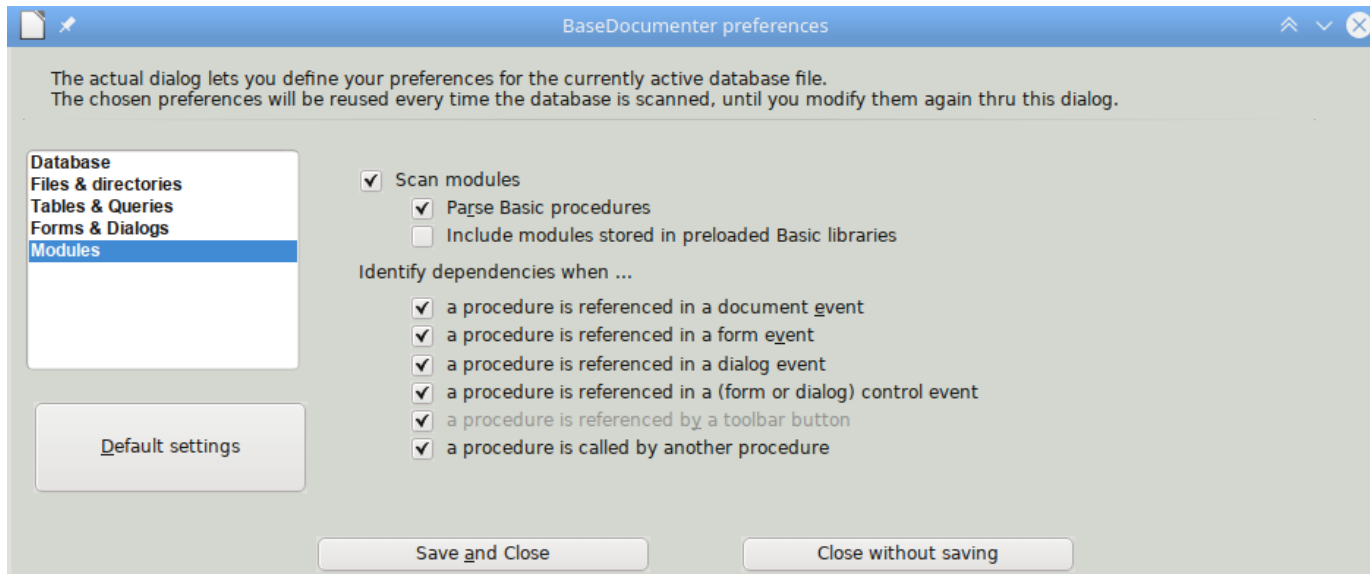 BaseDocumenter preferences
The actual dialog lets you define your preferences for the currently active database file.
The chosen preferences will be reused every time the database is scanned, until you modify them again thru this dialog.
Database
Files & directories
Tables & Queries
Forms & Dialogs
Modules
Default settings
Scan modules
Parse Basic procedures
Include modules stored in preloaded Basic libraries
Identify dependencies when ...
a procedure is referenced in a document event
a procedure is referenced in a form event
a procedure is referenced in a dialog event
a procedure is referenced in a (form or dialog) control event
a procedure is referenced by a toolbar button
a procedure is called by another procedure
Save and Close
Close without saving